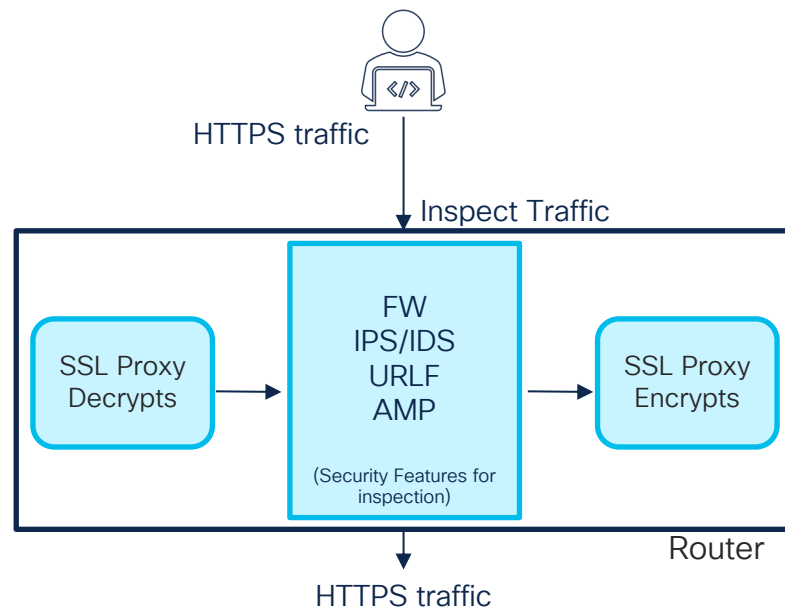 </>
HTTPS traffic
Inspect Traffic
SSL Proxy
Decrypts
FW
IPS/IDS
URLF
AMP
(Security Features for
inspection)
SSL Proxy
Encrypts
Router
HTTPS traffic